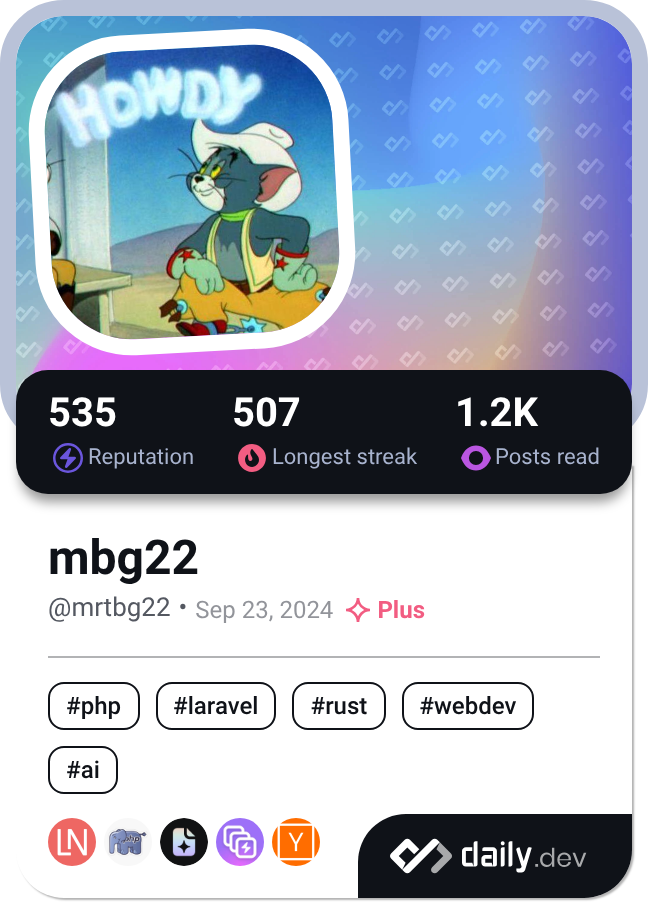 HOWDY
535 507 1.2K
Reputation Longest streak Posts read
mbg22
@mrtbg22 • Sep 23, 2024 Plus
#php #laravel #rust #webdev
#ai
LN php Y
daily.dev